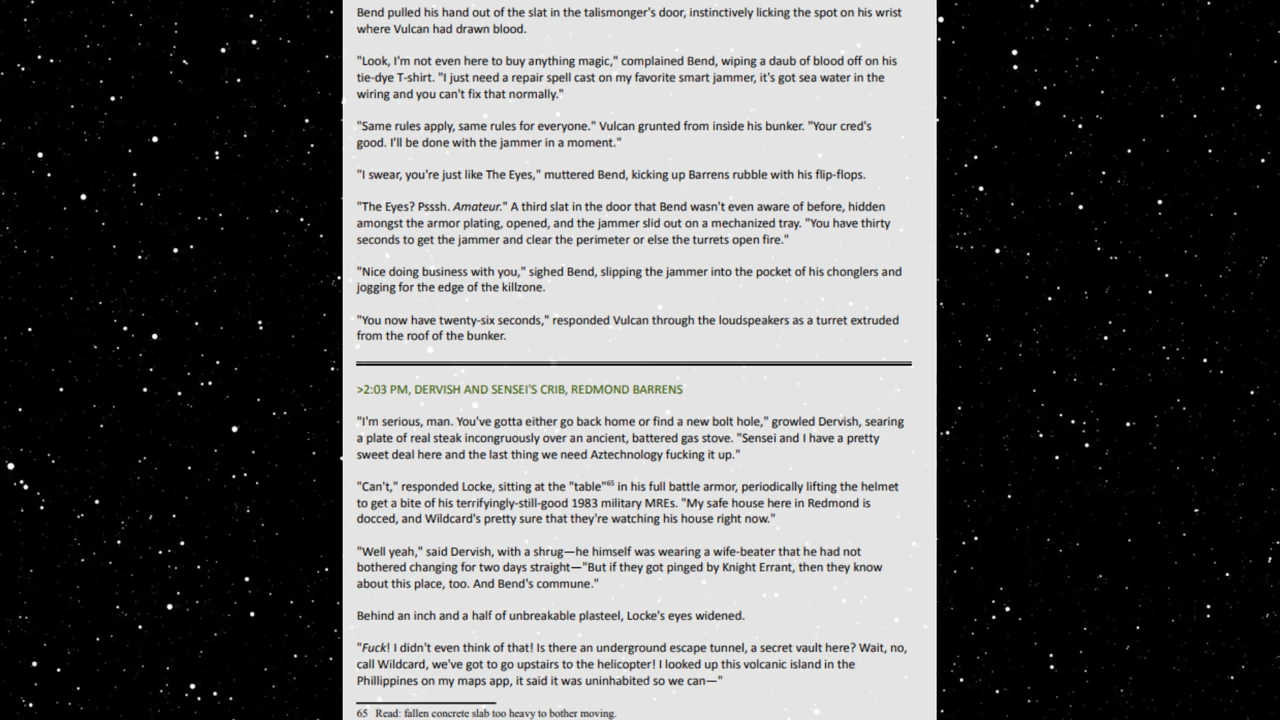 Bend pulled his hand out of the slat in the talismonger's door, instinctively licking the spot on his wrist
where Vulcan had drawn blood.
"Look, I'm not even here to buy anything magic," complained Bend, wiping a daub of blood off on his
tie-dye T-shirt. "I just need a repair spell cast on my favorite smart jammer, it's got sea water in the
wiring and you can't fix that normally."
"Same rules apply, same rules for everyone." Vulcan grunted from inside his bunker. "Your cred's
good. I'll be done with the jammer in a moment."
"I swear, you're just like The Eyes," muttered Bend, kicking up Barrens rubble with his flip-flops.
"The Eyes? Psssh. Amateur." A third slat in the door that Bend wasn't even aware of before, hidden
amongst the armor plating, opened, and the jammer slid out on a mechanized tray. "You have thirty
seconds to get the jammer and clear the perimeter or else the turrets open fire."
"Nice doing business with you," sighed Bend, slipping the jammer into the pocket of his chonglers and
jogging for the edge of the killzone.
"You now have twenty-six seconds," responded Vulcan through the loudspeakers as a turret extruded
from the roof of the bunker.
>2:03 PM, DERVISH AND SENSEI'S CRIB, REDMOND BARRENS
"I'm serious, man. You've gotta either go back home or find a new bolt hole," growled Dervish, searing
a plate of real steak incongruously over an ancient, battered gas stove. "Sensei and I have a pretty
sweet deal here and the last thing we need Aztechnology fucking it up."
"Can't," responded Locke, sitting at the "table"65 in his full battle armor, periodically lifting the helmet
to get a bite of his terrifyingly-still-good 1983 military MREs. "My safe house here in Redmond is
docced, and Wildcard's pretty sure that they're watching his house right now."
"Well yeah," said Dervish, with a shrug—he himself was wearing a wife-beater that he had not
bothered changing for two days straight—"But if they got pinged by Knight Errant, then they know
about this place, too. And Bend's commune."
Behind an inch and a half of unbreakable plasteel, Locke's eyes widened.
"Fuck! I didn't even think of that! Is there an underground escape tunnel, a secret vault here? Wait, no,
call Wildcard, we've got to go upstairs to the helicopter! I looked up this volcanic island in the
Phillippines on my maps app, it said it was uninhabited so we can—"
65 Read: fallen concrete slab too heavy to bother moving.